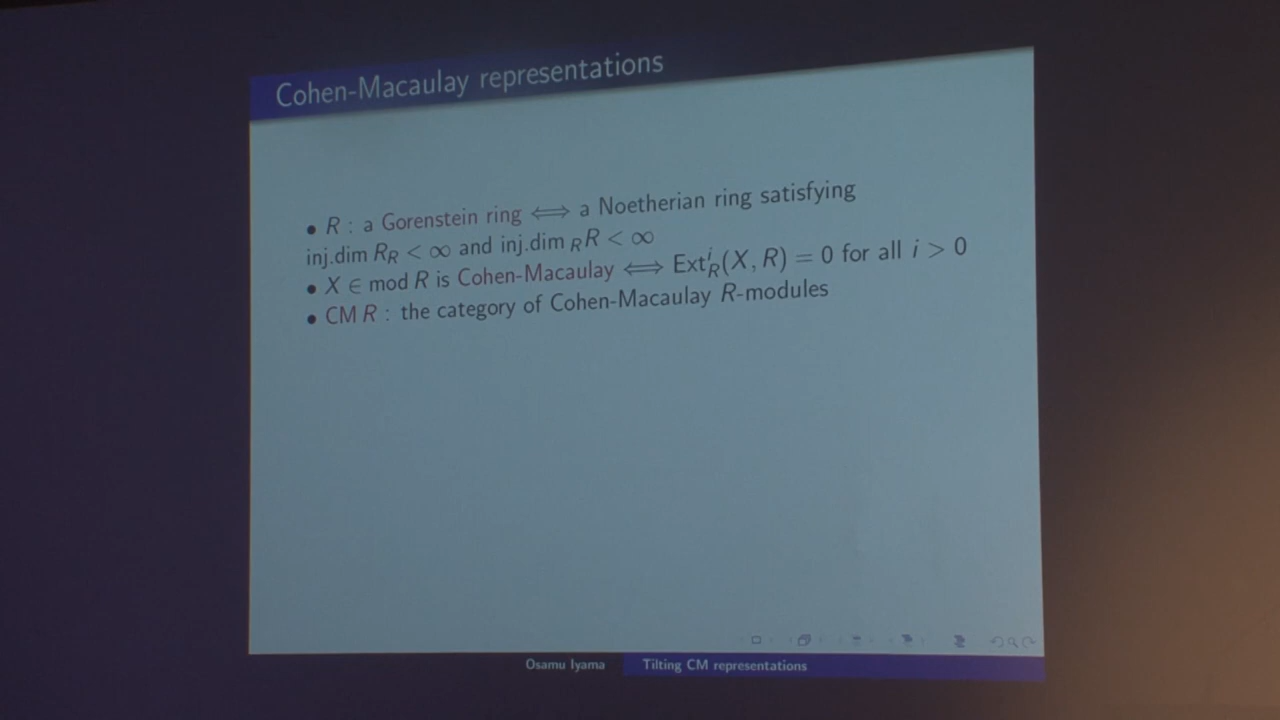 Cohen-Macaulay representations
• R : a Gorenstein ring ⟺ a Noetherian ring satisfying
inj.dim R_R < ∞ and inj.dim _RR < ∞
• X ∈ mod R is Cohen-Macaulay ⟺ Ext^i_R(X, R) = 0 for all i > 0
• CM R : the category of Cohen-Macaulay R-modules
Osamu Iyama Tilting CM representations